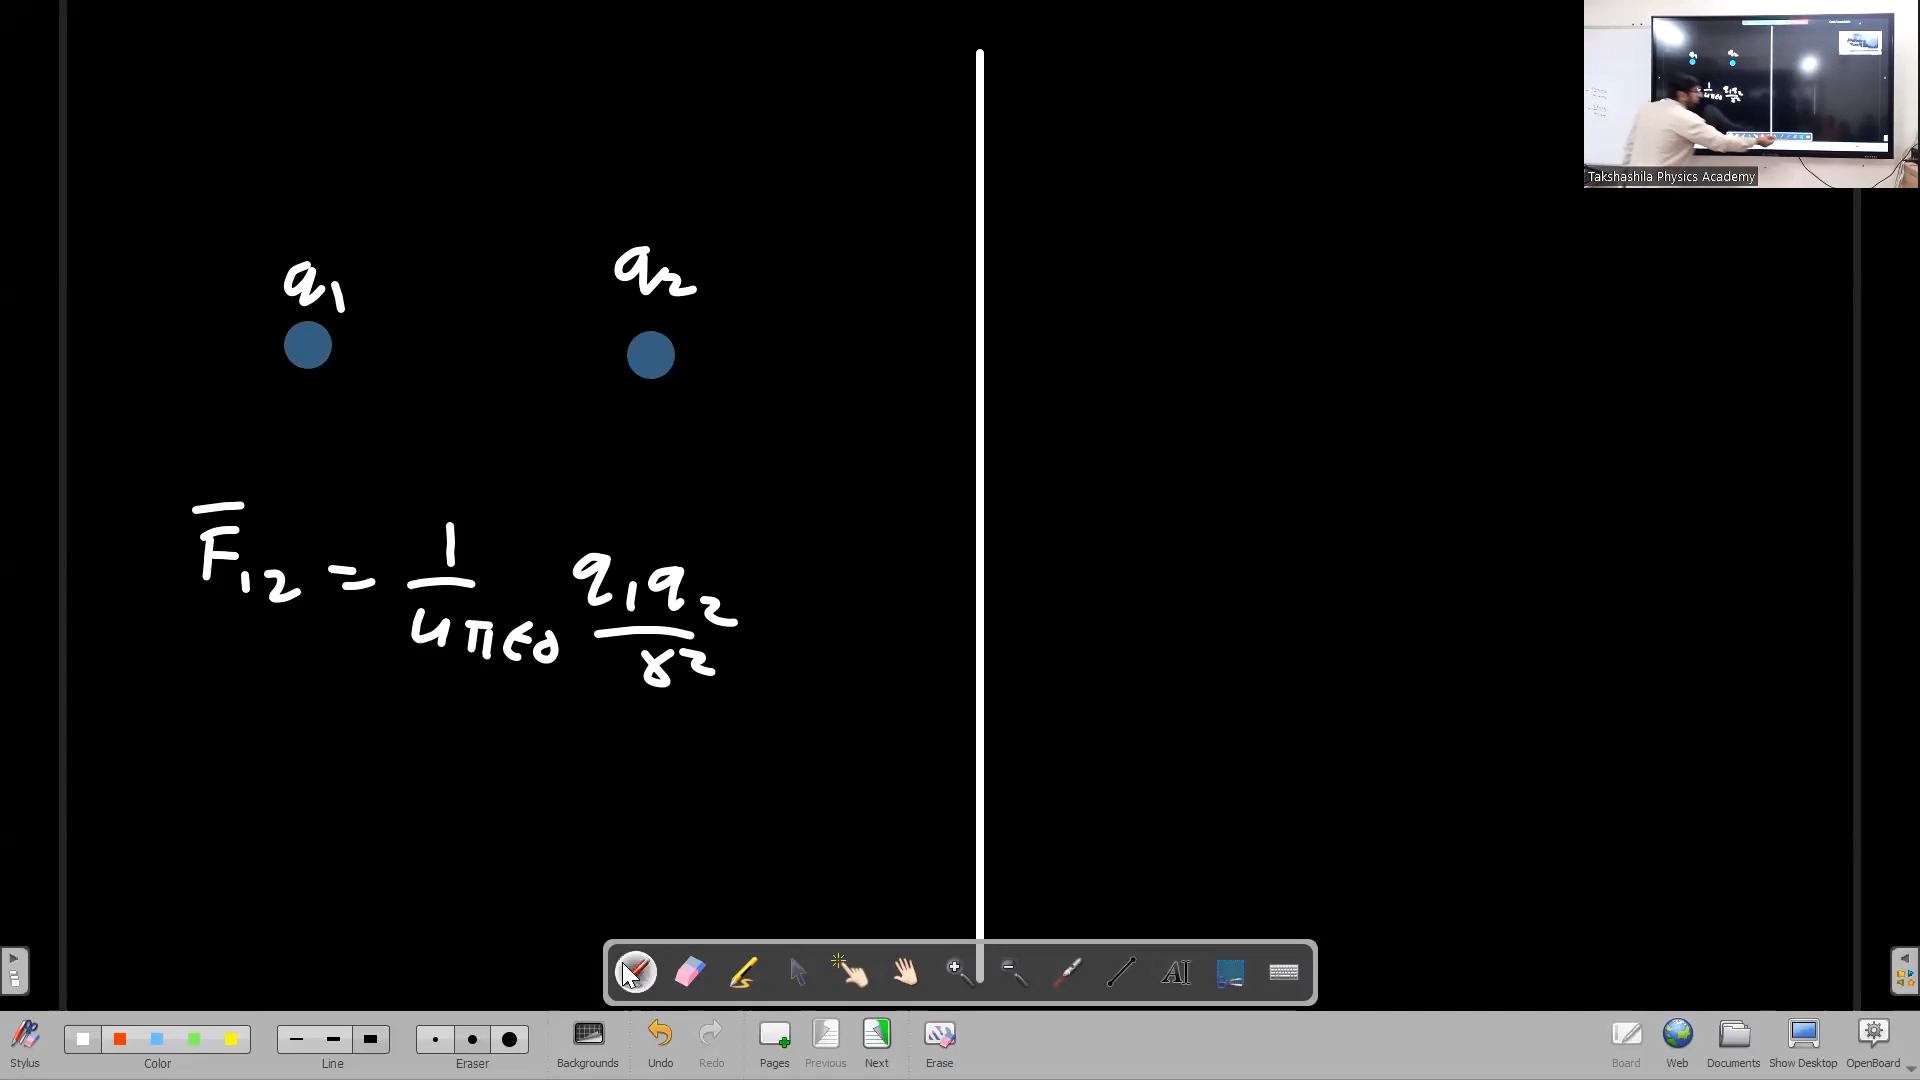 Takshashila Physics Academy
q₁ q₂
F̅₁₂ = 1/4πε₀ q₁q₂/r²
AI
Stylus Color Line Eraser Backgrounds Undo Redo Pages Previous Next Erase Board Web Documents Show Desktop OpenBoard